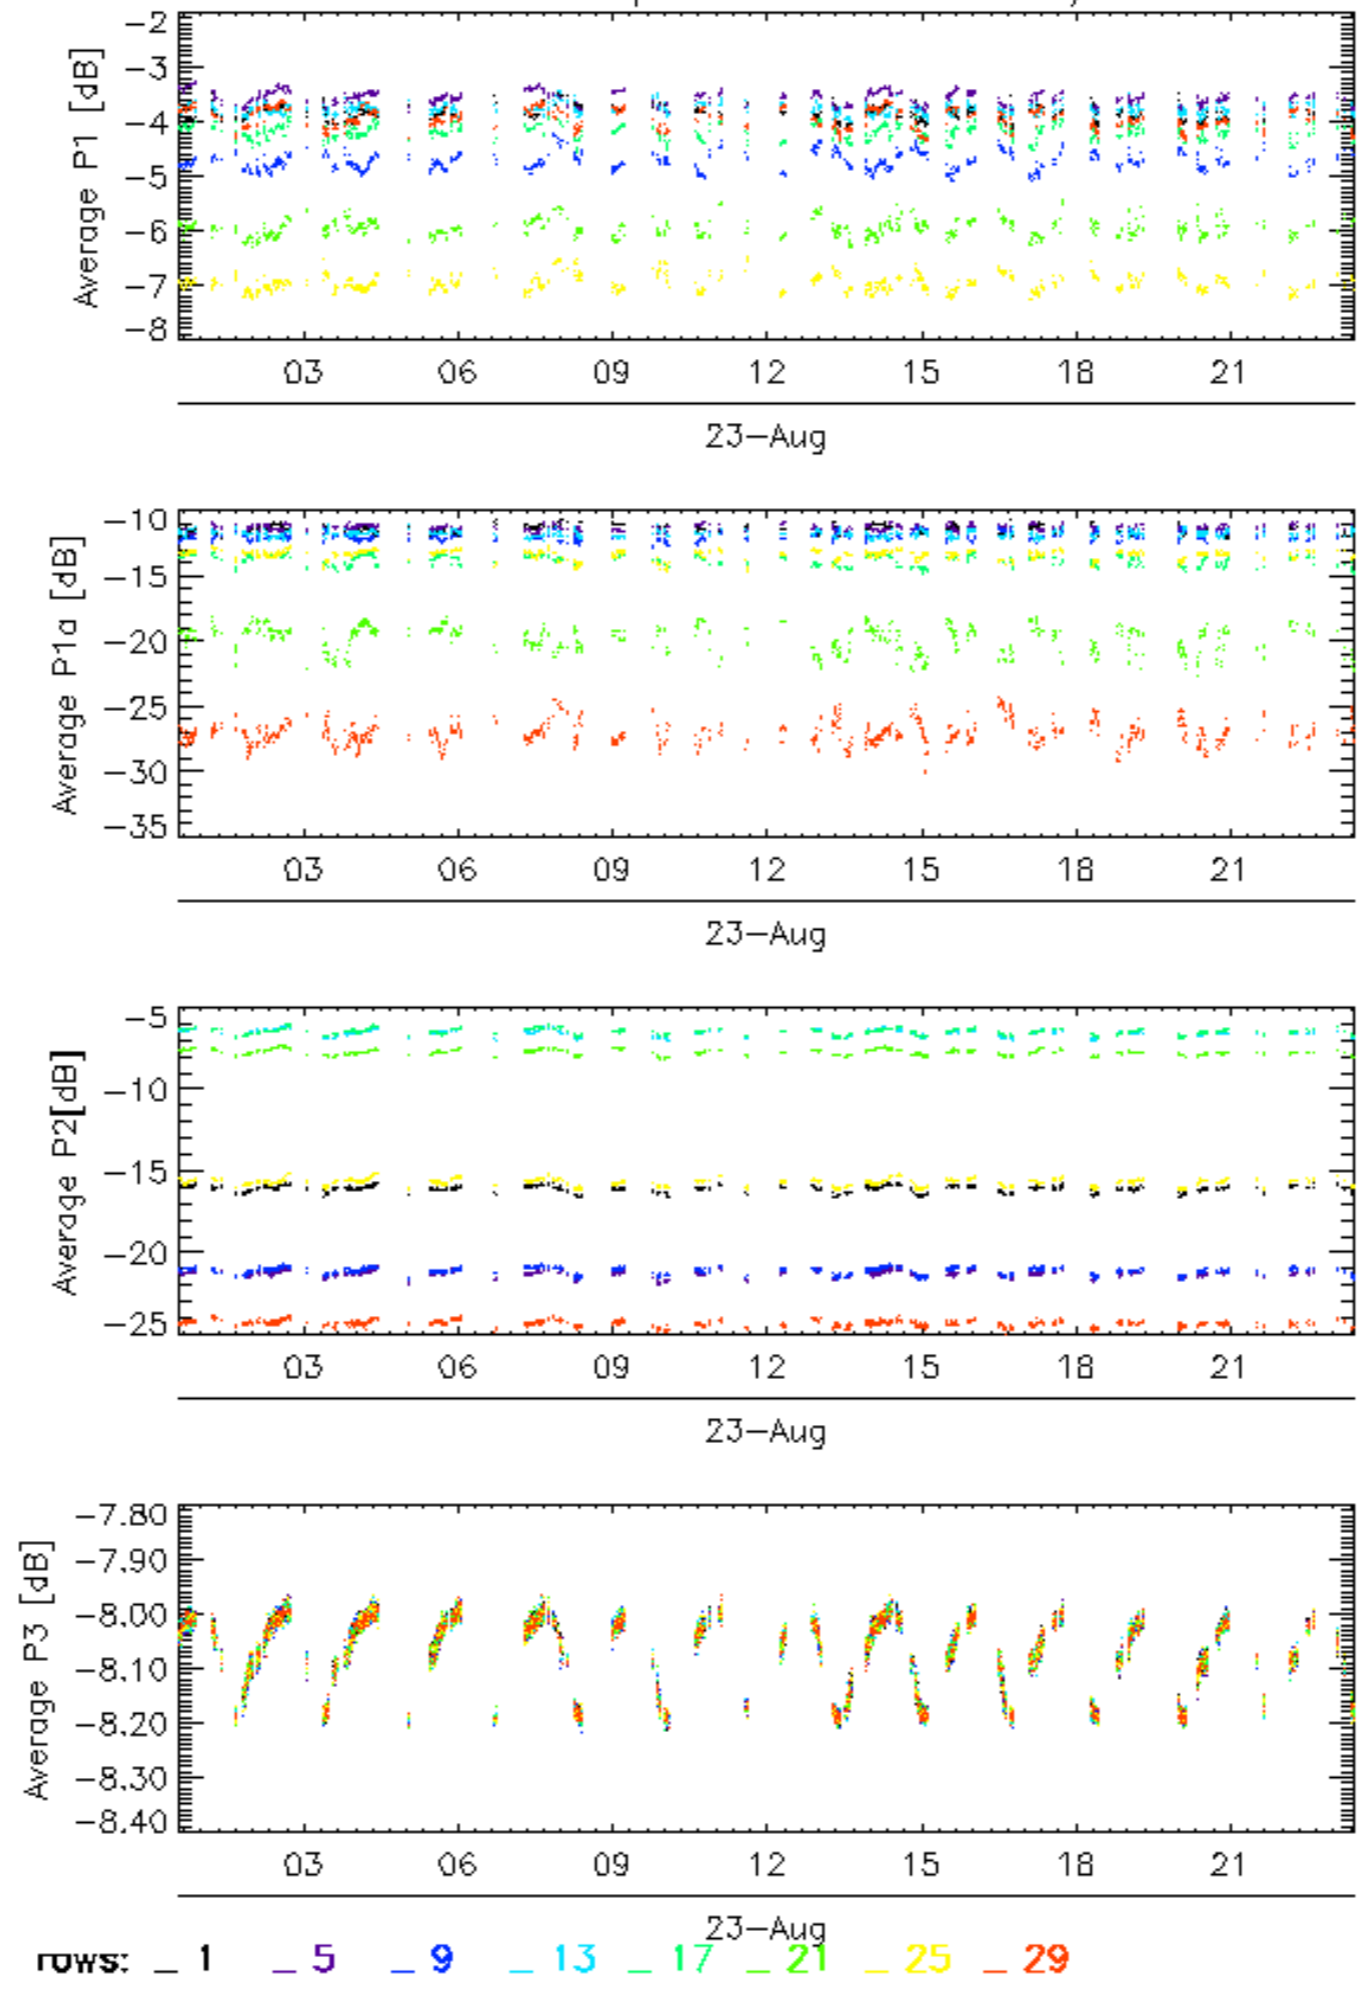 -2
-3
-4
-5
-6
-7
-8
Average P1 [dB]
03 06 09 12 15 18 21
23-Aug
-10
-15
-20
-25
-30
-35
Average P1a [dB]
03 06 09 12 15 18 21
23-Aug
-5
-10
-15
-20
-25
Average P2[dB]
03 06 09 12 15 18 21
23-Aug
-7.80
-7.90
-8.00
-8.10
-8.20
-8.30
-8.40
Average P3 [dB]
03 06 09 12 15 18 21
23-Aug
rows: _ 1 _ 5 _ 9 _ 13 _ 17 _ 21 _ 25 _ 29